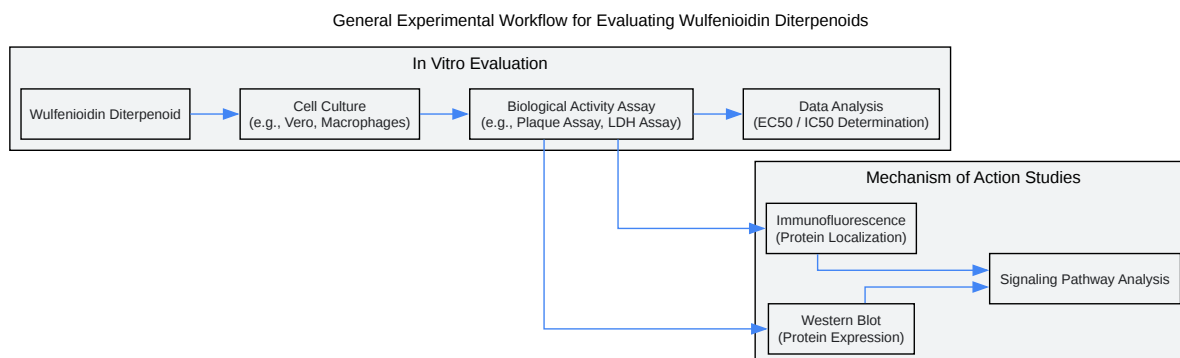 General Experimental Workflow for Evaluating Wulfenioidin Diterpenoids
In Vitro Evaluation
Wulfenioidin Diterpenoid
Cell Culture
(e.g., Vero, Macrophages)
Biological Activity Assay
(e.g., Plaque Assay, LDH Assay)
Data Analysis
(EC50 / IC50 Determination)
Mechanism of Action Studies
Immunofluorescence
(Protein Localization)
Signaling Pathway Analysis
Western Blot
(Protein Expression)